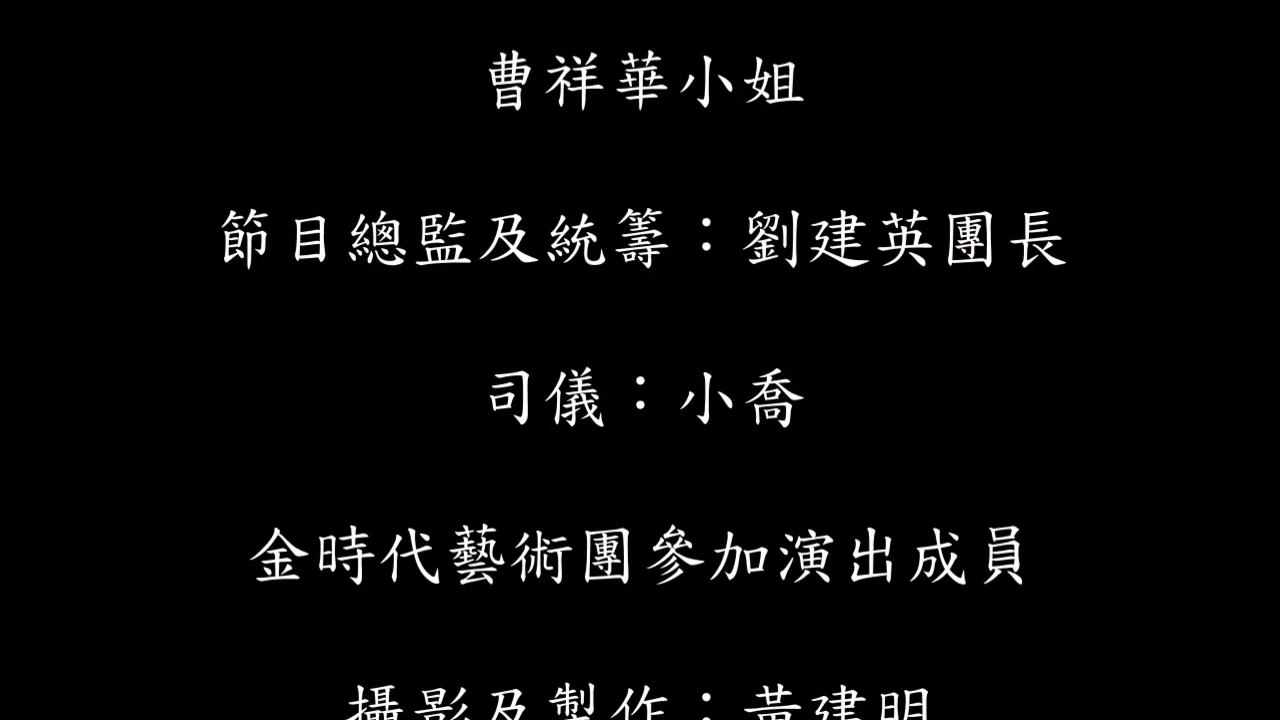 曹祥華小姐
節目總監及統籌：劉建英團長
司儀：小喬
金時代藝術團參加演出成員
攝影及製作：黃建明